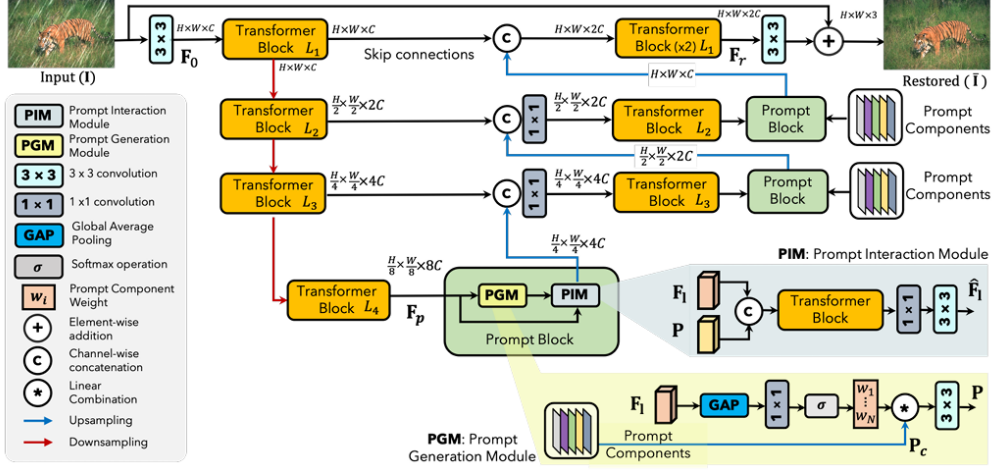 Input (I)
3 × 3
H×W×C
F0
Transformer
Block L1
H×W×C
Skip connections
C
H×W×2C
Transformer
Block (x2) L1
H×W×2C
Fr
3 × 3
+
H×W×3
Restored (Ī)
H×W×C
H×W×C
Transformer
Block L2
H/2×W/2×2C
C
1 × 1
H/2×W/2×2C
Transformer
Block L2
Prompt
Block
Prompt
Components
H/2×W/2×2C
Transformer
Block L3
H/4×W/4×4C
C
1 × 1
H/4×W/4×4C
Transformer
Block L3
Prompt
Block
Prompt
Components
H/4×W/4×4C
Transformer
Block L4
H/8×W/8×8C
Fp
PGM
PIM
Prompt Block
PIM
Prompt Interaction
Module
PGM
Prompt Generation
Module
3 × 3
3 x 3 convolution
1 × 1
1 x1 convolution
GAP
Global Average
Pooling
σ
Softmax operation
wi
Prompt Component
Weight
+
Element-wise
addition
C
Channel-wise
concatenation
*
Linear
Combination
Upsampling
Downsampling
PIM: Prompt Interaction Module
Fl
P
C
Transformer
Block
1 × 1
3 × 3
F̂l
Fl
GAP
1 × 1
σ
w1
⋮
wN
*
3 × 3
P
Pc
PGM: Prompt
Generation Module
Prompt
Components